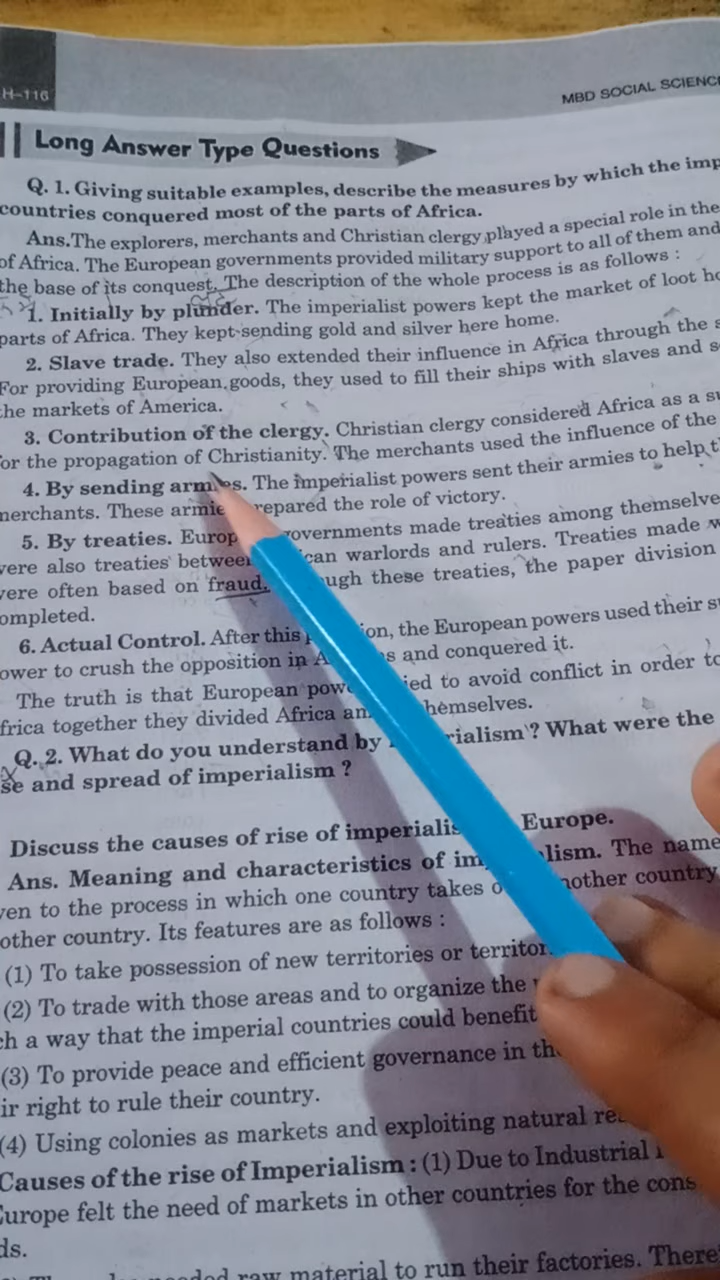 H–116
MBD SOCIAL SCIENC
Long Answer Type Questions
Q. 1. Giving suitable examples, describe the measures by which the imp
countries conquered most of the parts of Africa.
Ans.The explorers, merchants and Christian clergy played a special role in the
of Africa. The European governments provided military support to all of them and
the base of its conquest. The description of the whole process is as follows :
1. Initially by plunder. The imperialist powers kept the market of loot ho
parts of Africa. They kept sending gold and silver here home.
2. Slave trade. They also extended their influence in Africa through the s
For providing European goods, they used to fill their ships with slaves and s
he markets of America.
3. Contribution of the clergy. Christian clergy considered Africa as a su
or the propagation of Christianity. The merchants used the influence of the
4. By sending armies. The imperialist powers sent their armies to help t
nerchants. These armie repared the role of victory.
5. By treaties. Europ overnments made treaties among themselve
vere also treaties between ican warlords and rulers. Treaties made w
vere often based on fraud. ugh these treaties, the paper division
ompleted.
6. Actual Control. After this on, the European powers used their su
ower to crush the opposition in A s and conquered it.
The truth is that European powe ied to avoid conflict in order to
frica together they divided Africa an hemselves.
Q. 2. What do you understand by rialism ? What were the
se and spread of imperialism ?
Discuss the causes of rise of imperialis Europe.
Ans. Meaning and characteristics of im lism. The name
ven to the process in which one country takes o nother country
other country. Its features are as follows :
(1) To take possession of new territories or territor
(2) To trade with those areas and to organize the
ch a way that the imperial countries could benefit
(3) To provide peace and efficient governance in th
ir right to rule their country.
(4) Using colonies as markets and exploiting natural re
Causes of the rise of Imperialism : (1) Due to Industrial
Europe felt the need of markets in other countries for the cons
ds.
raw material to run their factories. There